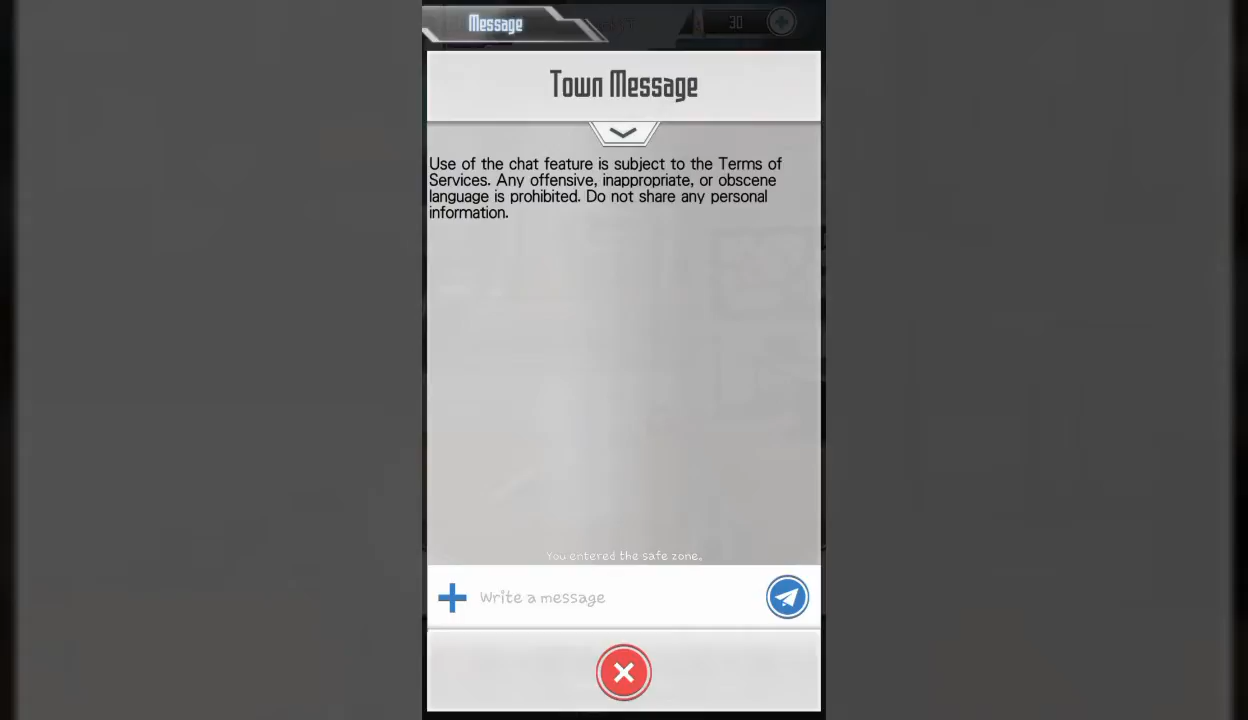 Message
30
Town Message
Use of the chat feature is subject to the Terms of
Services. Any offensive, inappropriate, or obscene
language is prohibited. Do not share any personal
information.
You entered the safe zone.
Write a message